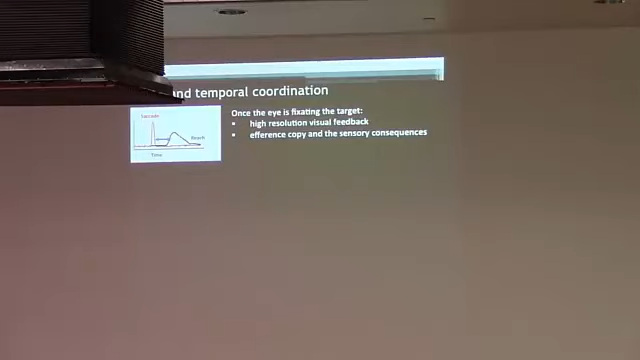 and temporal coordination
Saccade
Reach
Time
Once the eye is fixating the target:
• high resolution visual feedback
• efference copy and the sensory consequences